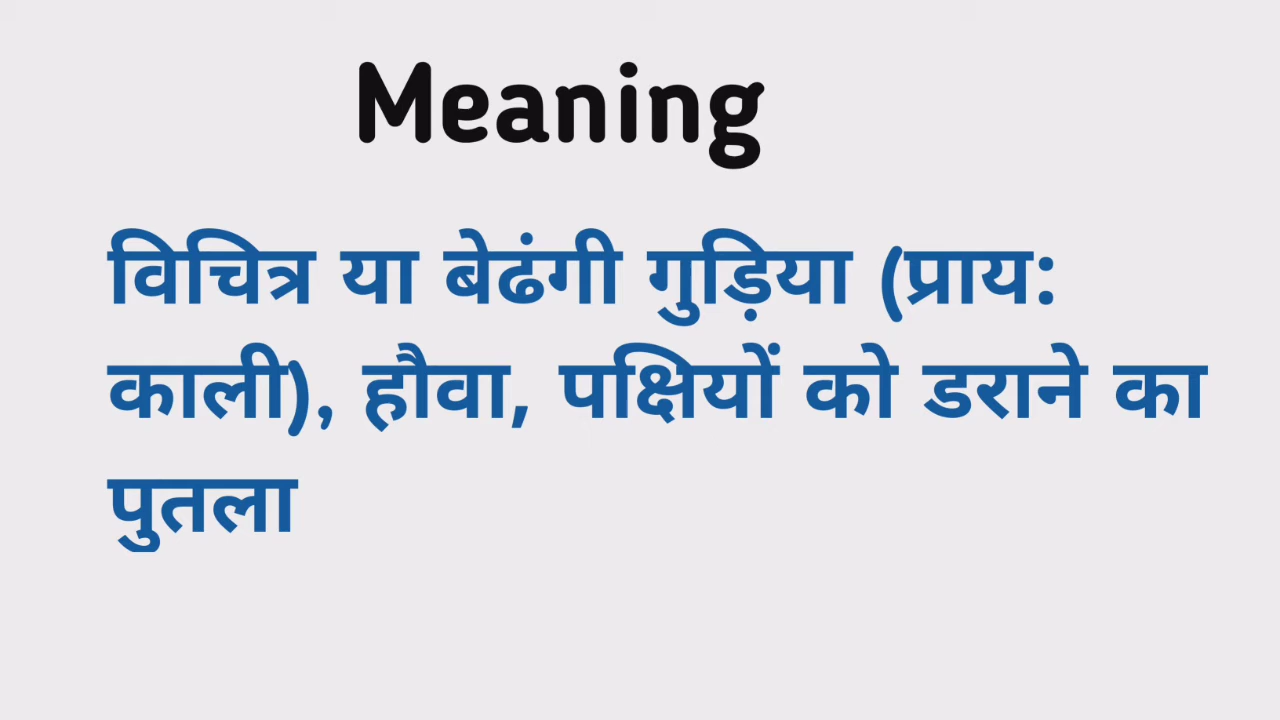 Meaning
विचित्र या बेढंगी गुड़िया (प्राय:
काली), हौवा, पक्षियों को डराने का
पुतला